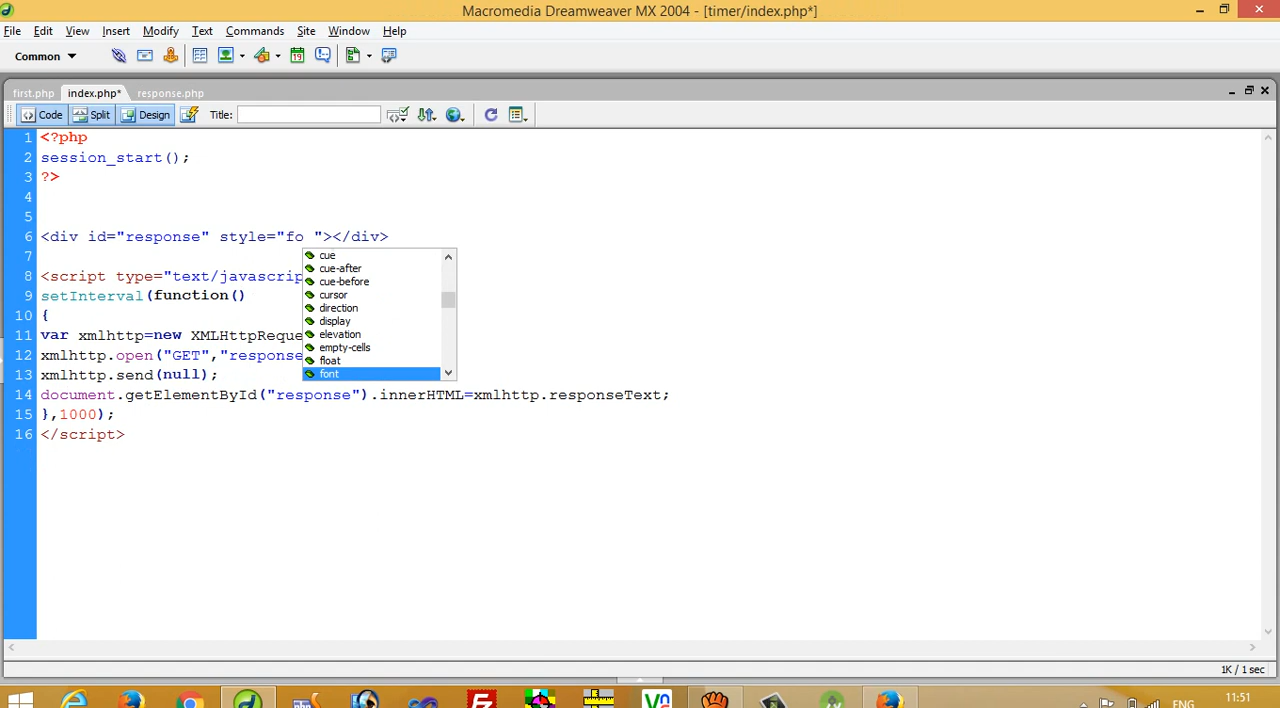 Macromedia Dreamweaver MX 2004 - [timer/index.php*]
File Edit View Insert Modify Text Commands Site Window Help
Common
first.php index.php* response.php
Code Split Design Title:
1 <?php
2 session_start();
3 ?>
4
5
6 <div id="response" style="fo "></div>
7
8 <script type="text/javascrip
9 setInterval(function()
10 {
11 var xmlhttp=new XMLHttpReque
12 xmlhttp.open("GET","response
13 xmlhttp.send(null);
14 document.getElementById("response").innerHTML=xmlhttp.responseText;
15 },1000);
16 </script>
cue
cue-after
cue-before
cursor
direction
display
elevation
empty-cells
float
font
1K / 1 sec
ENG
11:51